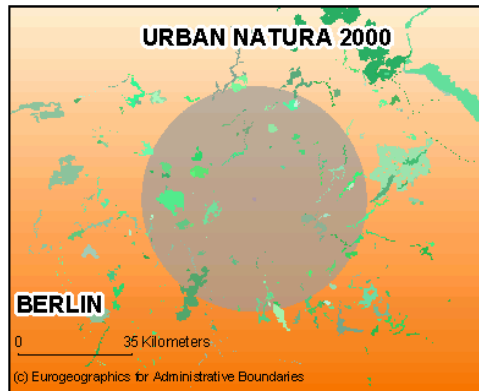 URBAN NATURA 2000
BERLIN
0 35 Kilometers
(c) Eurogeographics for Administrative Boundaries